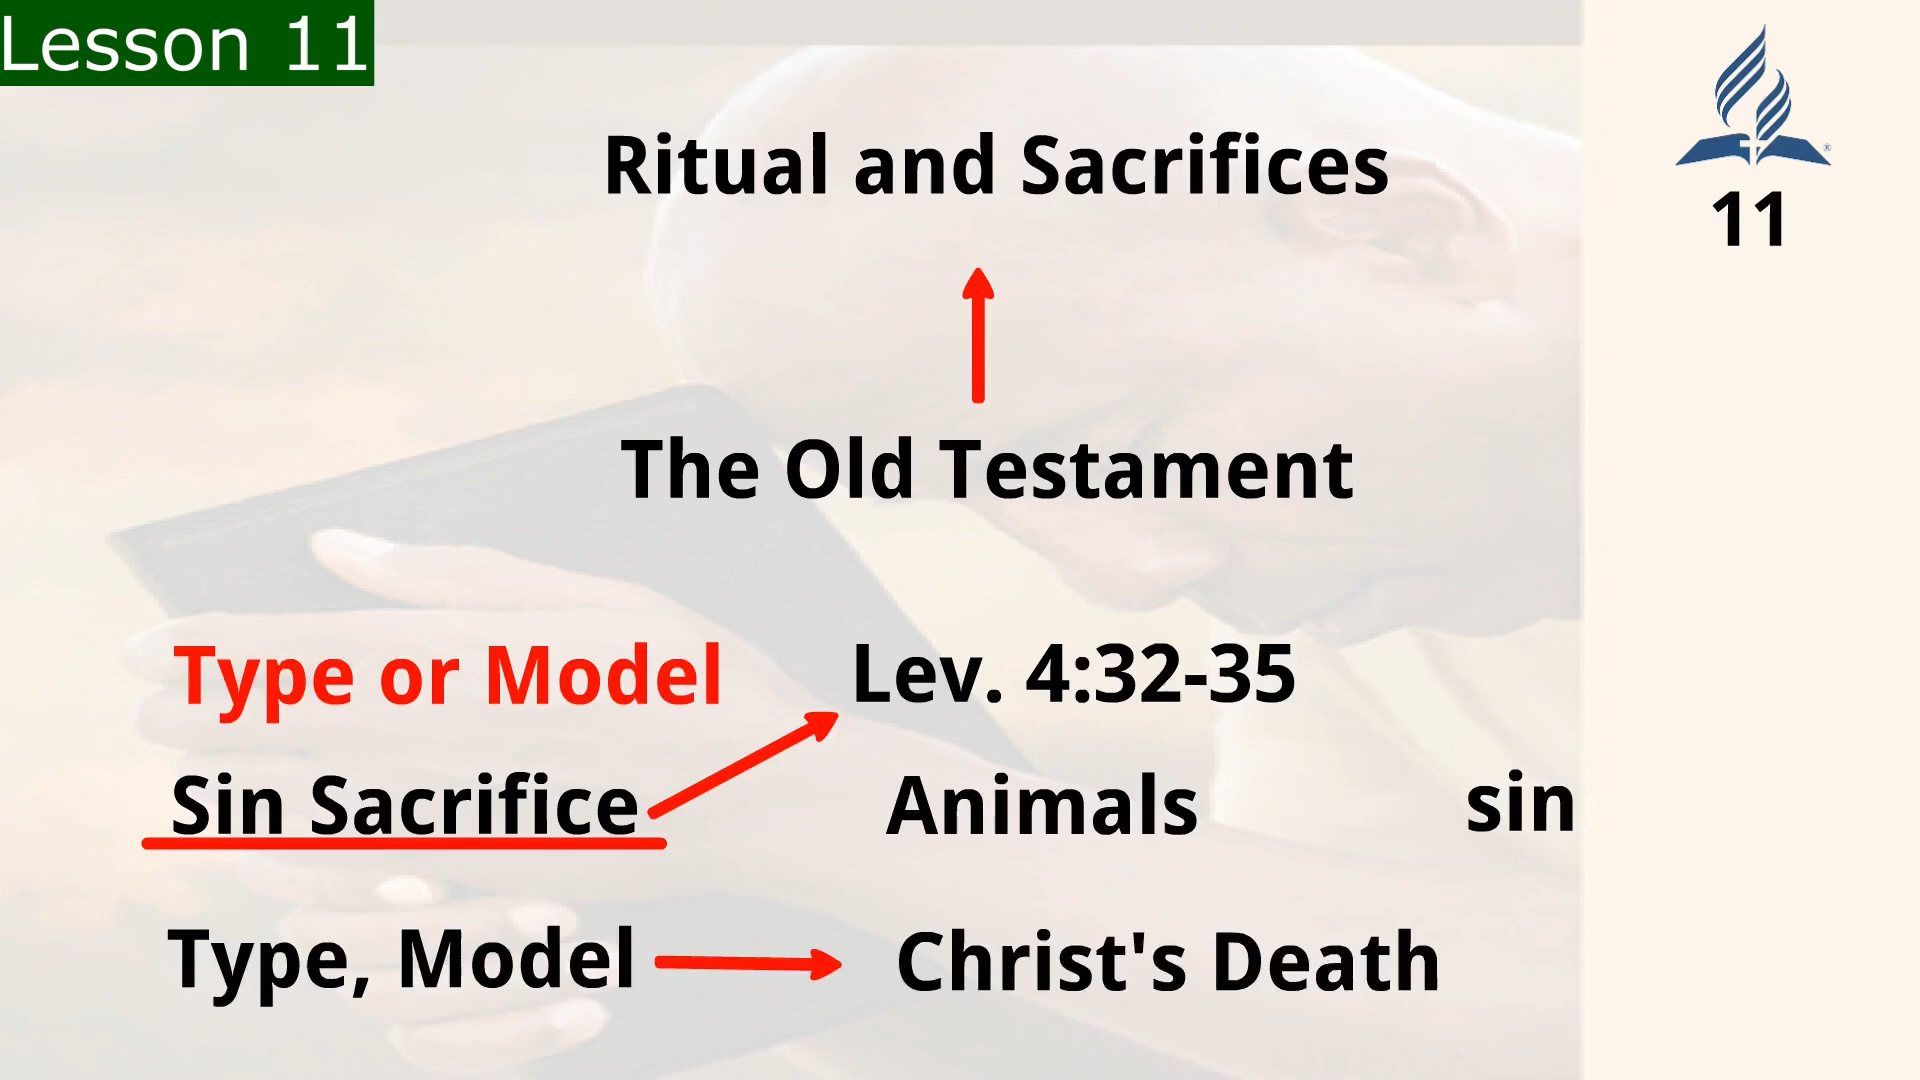 Lesson 11
Ritual and Sacrifices
11
The Old Testament
Type or Model Lev. 4:32-35
Sin Sacrifice Animals sin
Type, Model Christ's Death